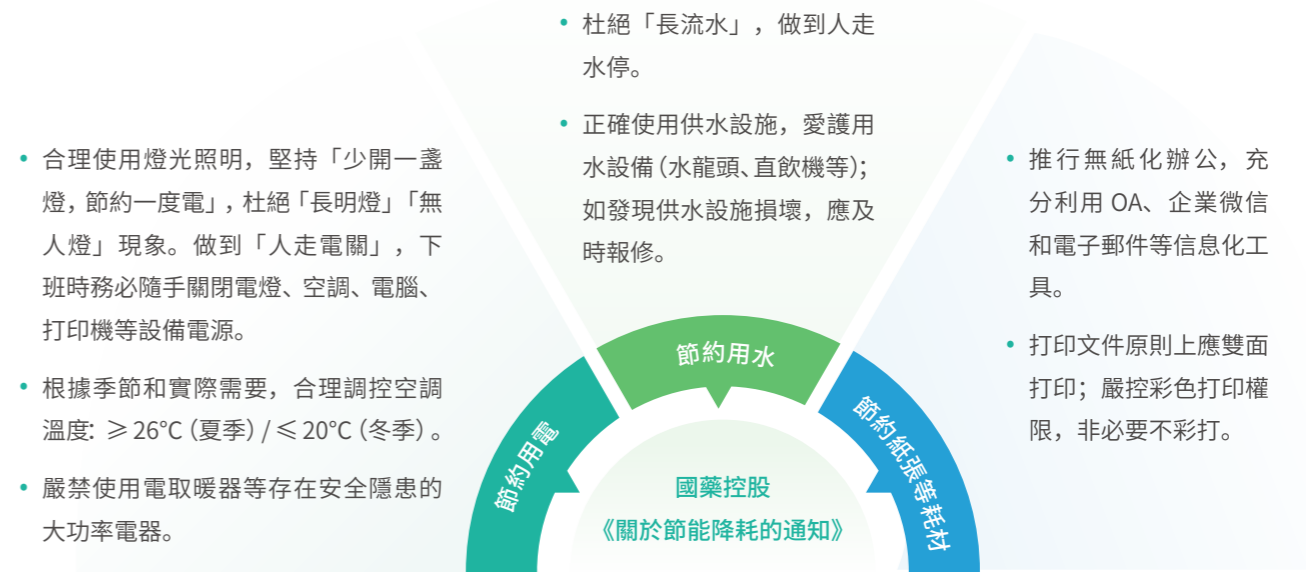 杜絕「長流水」，做到人走
水停。
正確使用供水設施，愛護用
水設備（水龍頭、直飲機等）；
如發現供水設施損壞，應及
時報修。
合理使用燈光照明，堅持「少開一盞
燈，節約一度電」，杜絕「長明燈」「無
人燈」現象。做到「人走電關」，下
班時務必隨手關閉電燈、空調、電腦、
打印機等設備電源。
根據季節和實際需要，合理調控空調
溫度：≥26°C（夏季）/≤20°C（冬季）。
嚴禁使用電取暖器等存在安全隱患的
大功率電器。
推行無紙化辦公，充
分利用 OA、企業微信
和電子郵件等信息化工
具。
打印文件原則上應雙面
打印；嚴控彩色打印權
限，非必要不彩打。
節約用電
節約用水
節約紙張等耗材
國藥控股
《關於節能降耗的通知》